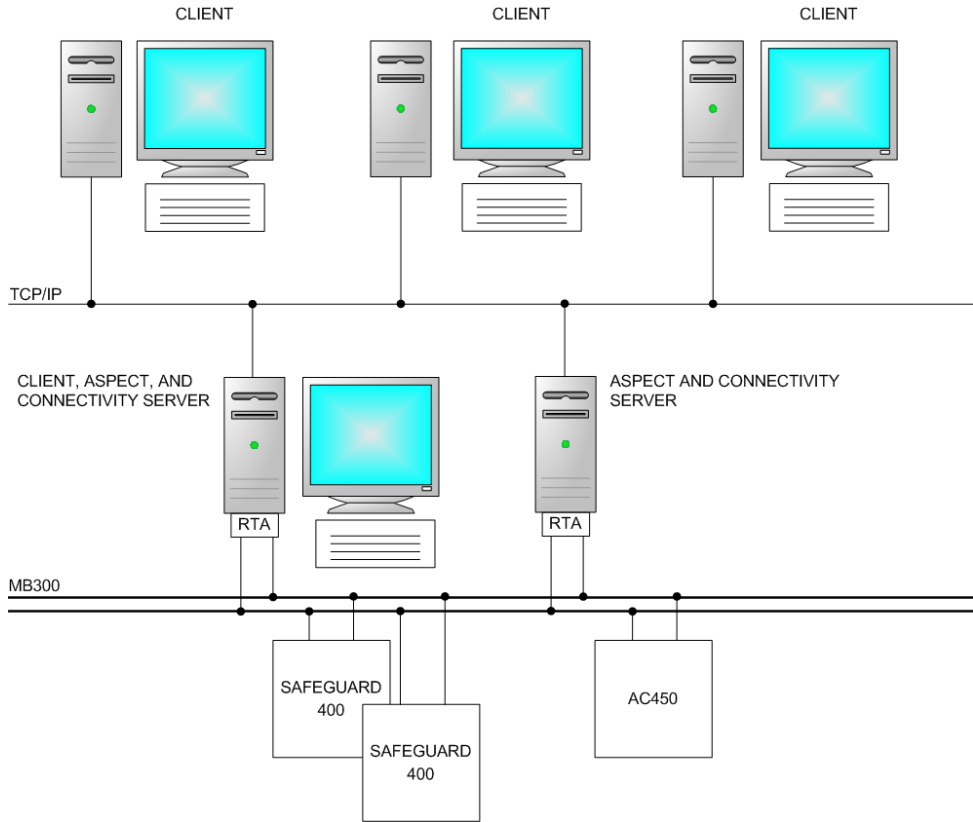 CLIENT
CLIENT
CLIENT
TCP/IP
CLIENT, ASPECT, AND
CONNECTIVITY SERVER
ASPECT AND CONNECTIVITY
SERVER
RTA
RTA
MB300
SAFEGUARD
400
AC450
SAFEGUARD
400